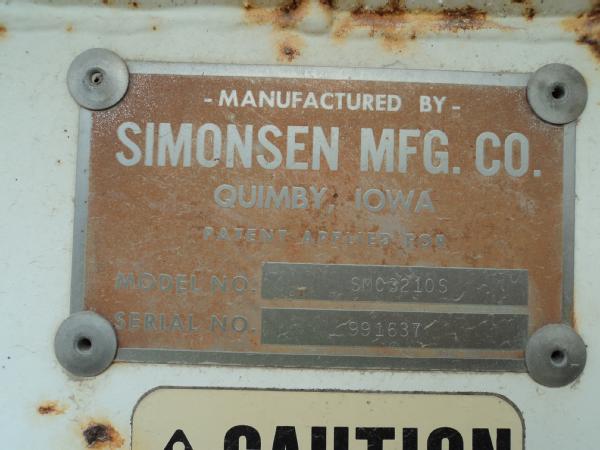 - MANUFACTURED BY -
SIMONSEN MFG. CO.
QUIMBY, IOWA
PATENT APPLIED FOR
MODEL NO. SMC3210S
SERIAL NO. 991637
CAUTION